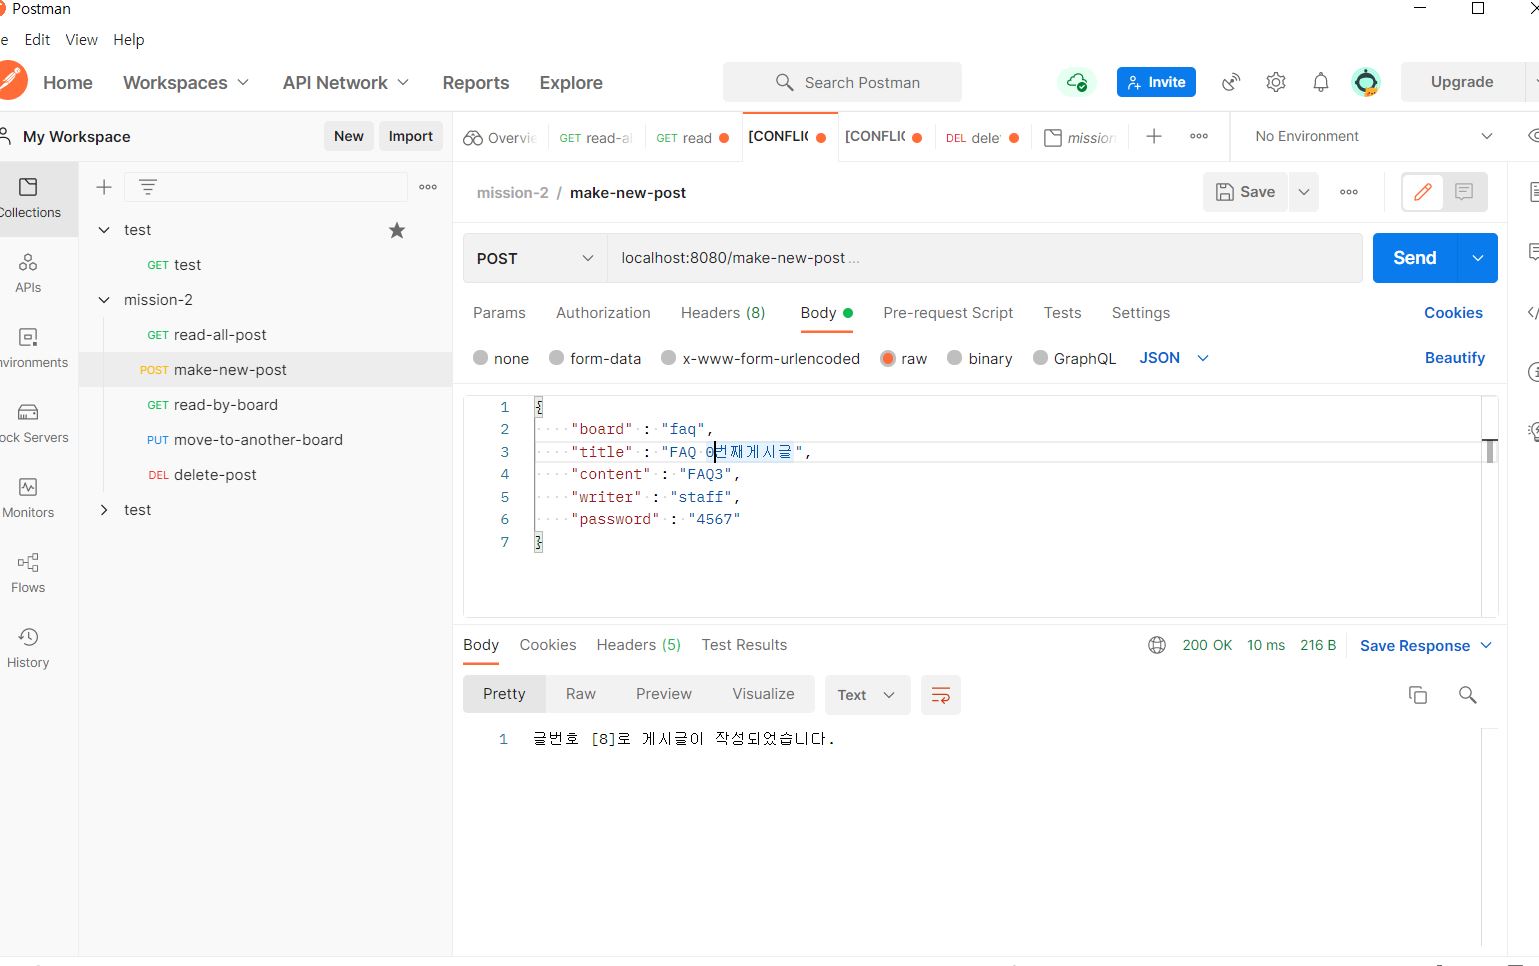 Postman
Edit View Help
Home Workspaces API Network Reports Explore Search Postman Invite Upgrade
My Workspace New Import
Overvie GET read-al GET read [CONFLIC [CONFLIC DEL dele mission No Environment
Collections
APIs
Environments
Mock Servers
Monitors
Flows
History
test
GET test
mission-2
GET read-all-post
POST make-new-post
GET read-by-board
PUT move-to-another-board
DEL delete-post
test
mission-2 / make-new-post Save
POST localhost:8080/make-new-post ... Send
Params Authorization Headers (8) Body Pre-request Script Tests Settings Cookies
none form-data x-www-form-urlencoded raw binary GraphQL JSON Beautify
1 {
2 "board" : "faq",
3 "title" : "FAQ 0번째게시글",
4 "content" : "FAQ3",
5 "writer" : "staff",
6 "password" : "4567"
7 }
Body Cookies Headers (5) Test Results 200 OK 10 ms 216 B Save Response
Pretty Raw Preview Visualize Text
1 글번호 [8]로 게시글이 작성되었습니다.